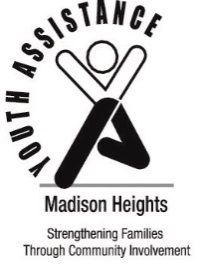 YOUTH ASSISTANCE
Madison Heights
Strengthening Families
Through Community Involvement